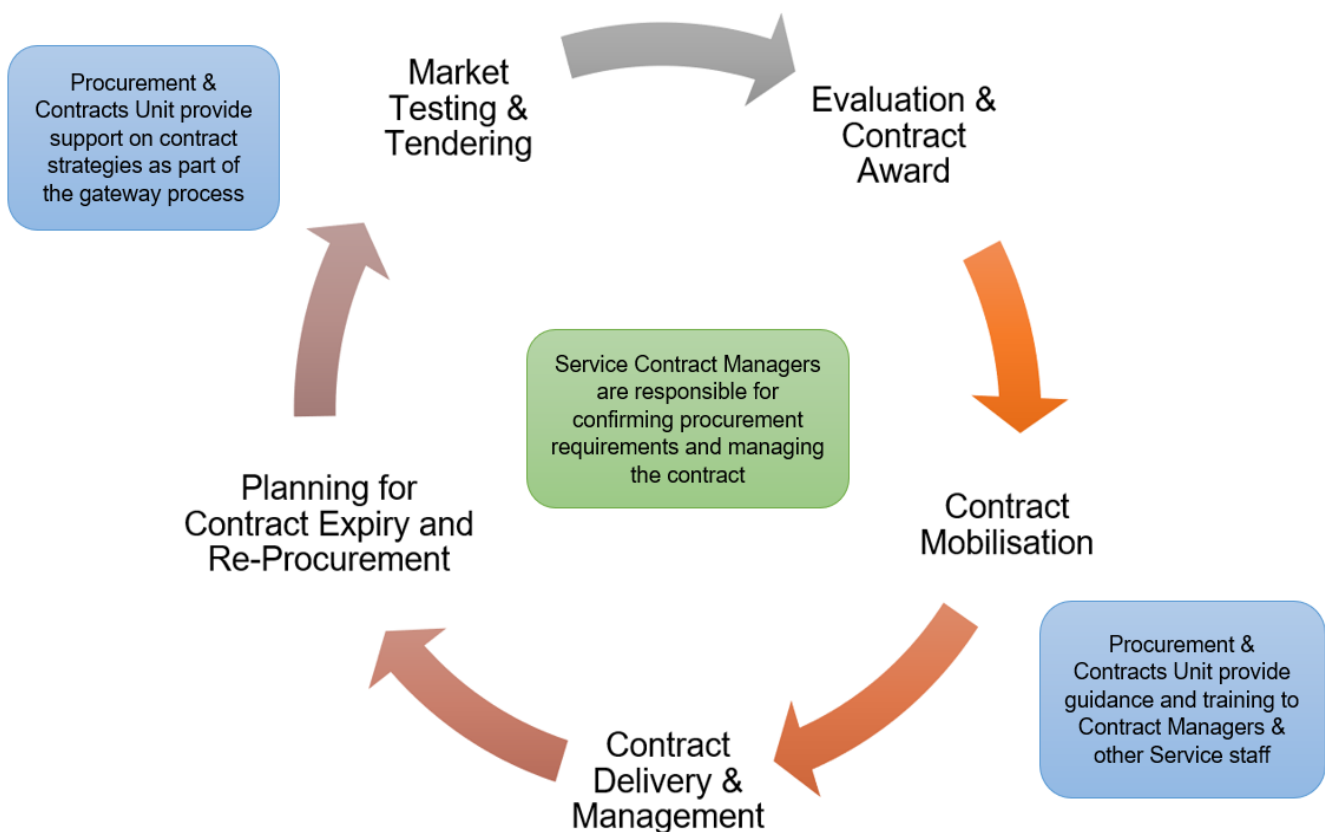 Procurement &
Contracts Unit provide
support on contract
strategies as part of
the gateway process
Market
Testing &
Tendering
Evaluation &
Contract
Award
Service Contract Managers
are responsible for
confirming procurement
requirements and managing
the contract
Planning for
Contract Expiry and
Re-Procurement
Contract
Mobilisation
Procurement &
Contracts Unit provide
guidance and training to
Contract Managers &
other Service staff
Contract
Delivery &
Management